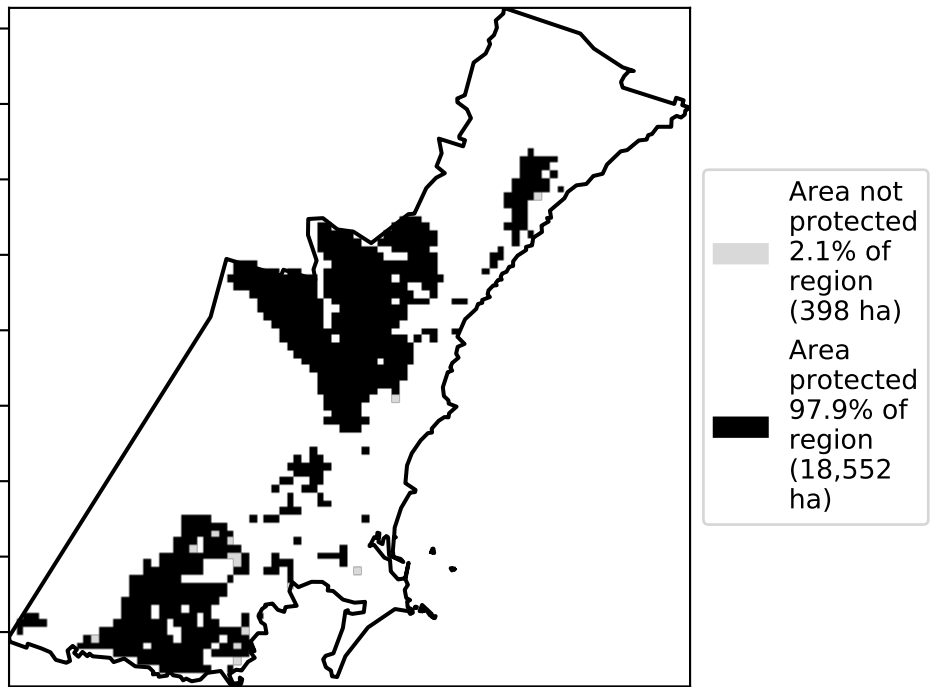 Area not
protected
2.1% of
region
(398 ha)
Area
protected
97.9% of
region
(18,552
ha)